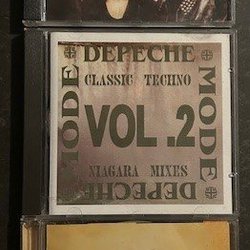 DEPECHE
MODE
CLASSIC TECHNO
VOL .2
NIAGARA MIXES
MODE
DEPECHE